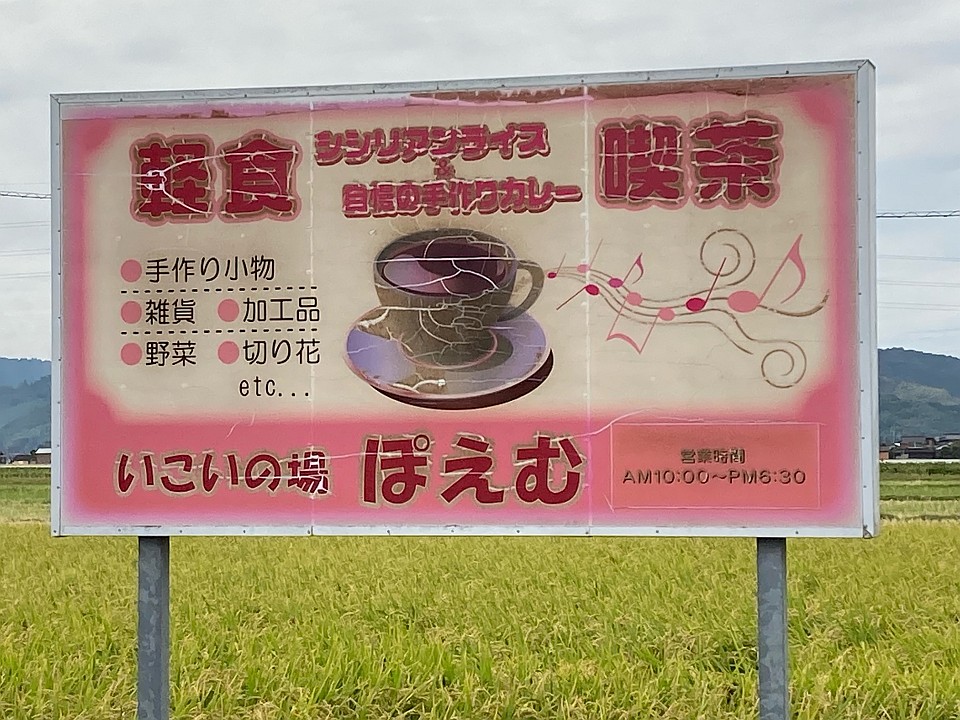 軽食
シシリアンライス
&
自慢の手作りカレー
喫茶
●手作り小物
●雑貨 ●加工品
●野菜 ●切り花
etc...
いこいの場 ぽえむ
営業時間
AM10:00～PM6:30